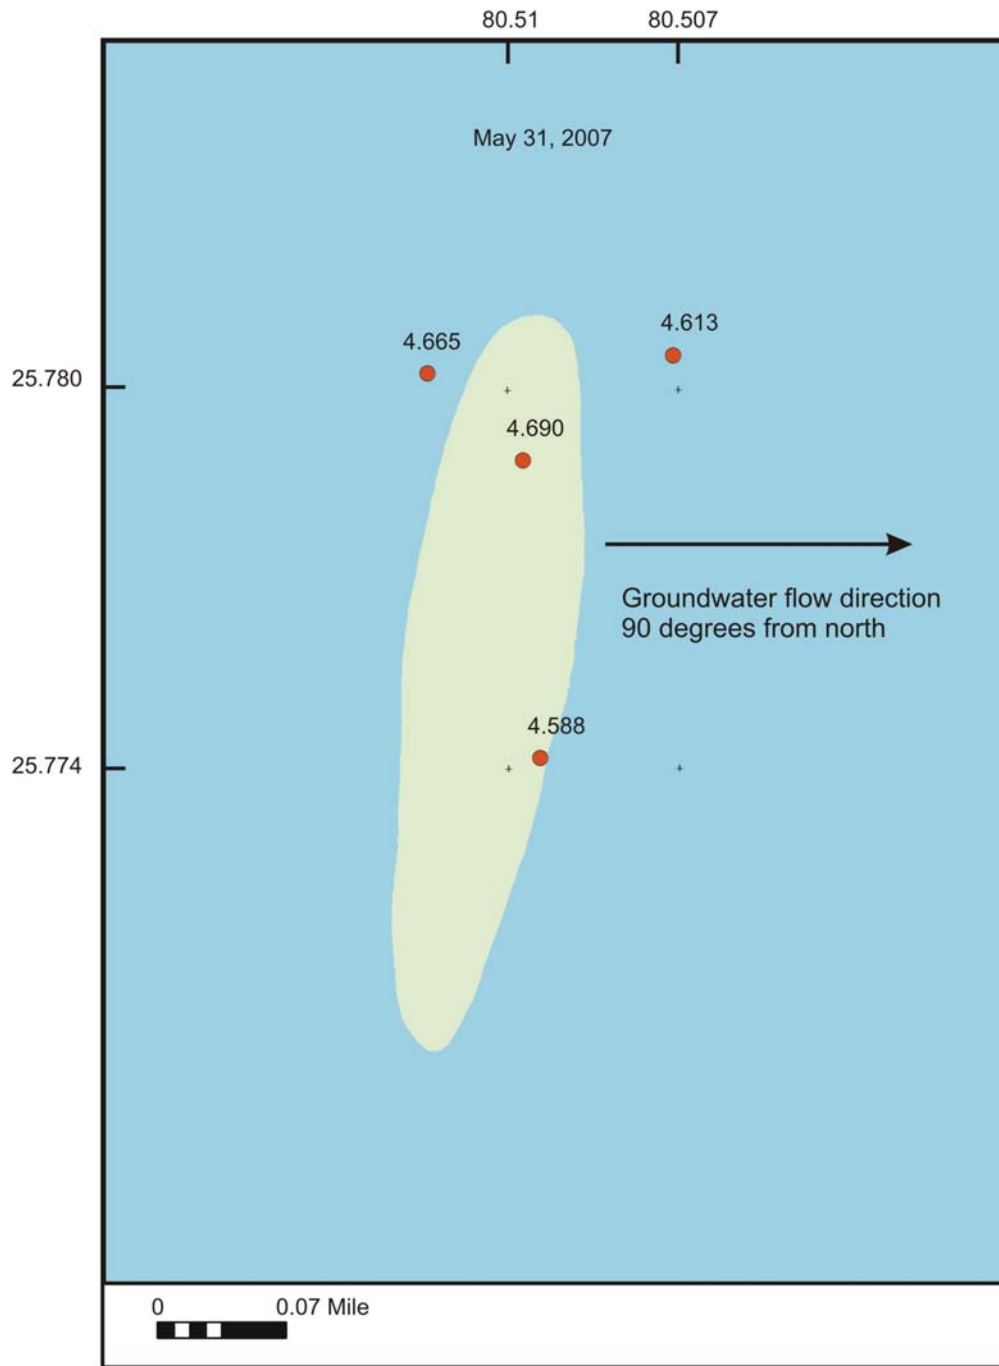 80.51 80.507
May 31, 2007
4.613
4.665
25.780
4.690
Groundwater flow direction
90 degrees from north
4.588
25.774
0 0.07 Mile